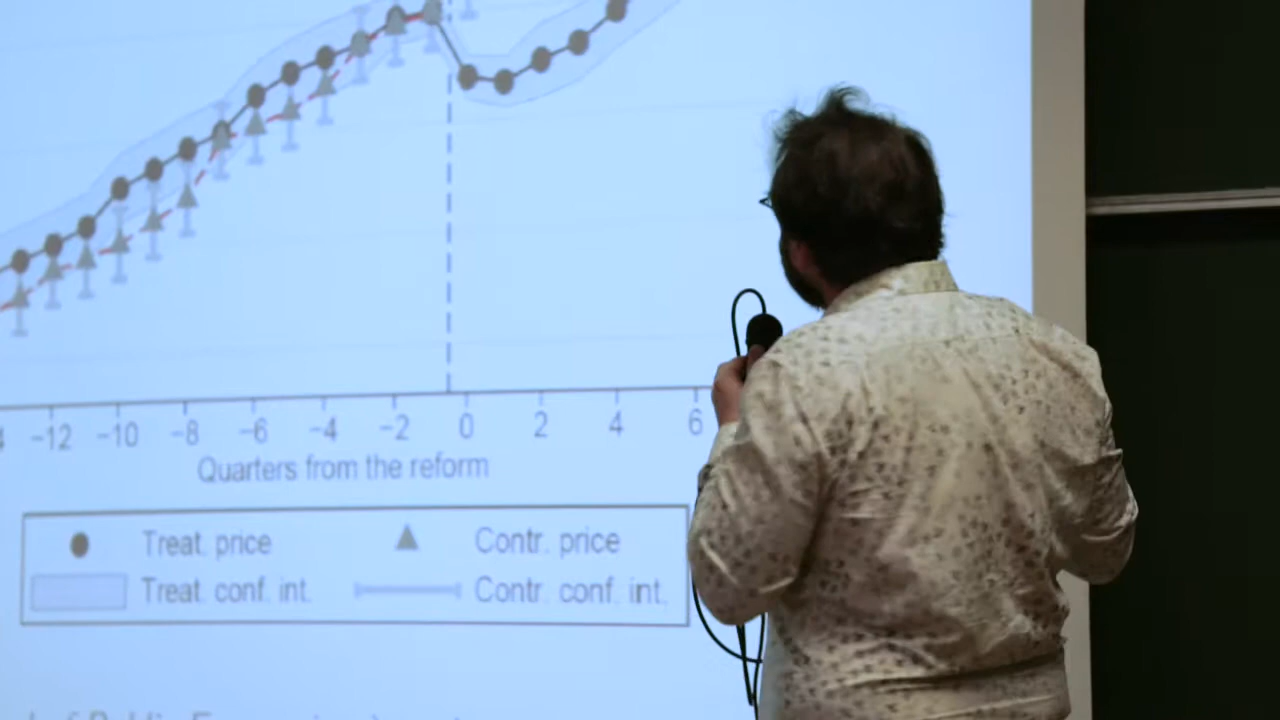 −12 −10 −8 −6 −4 −2 0 2 4 6
Quarters from the reform
Treat. price Contr. price
Treat. conf. int. Contr. conf. int.